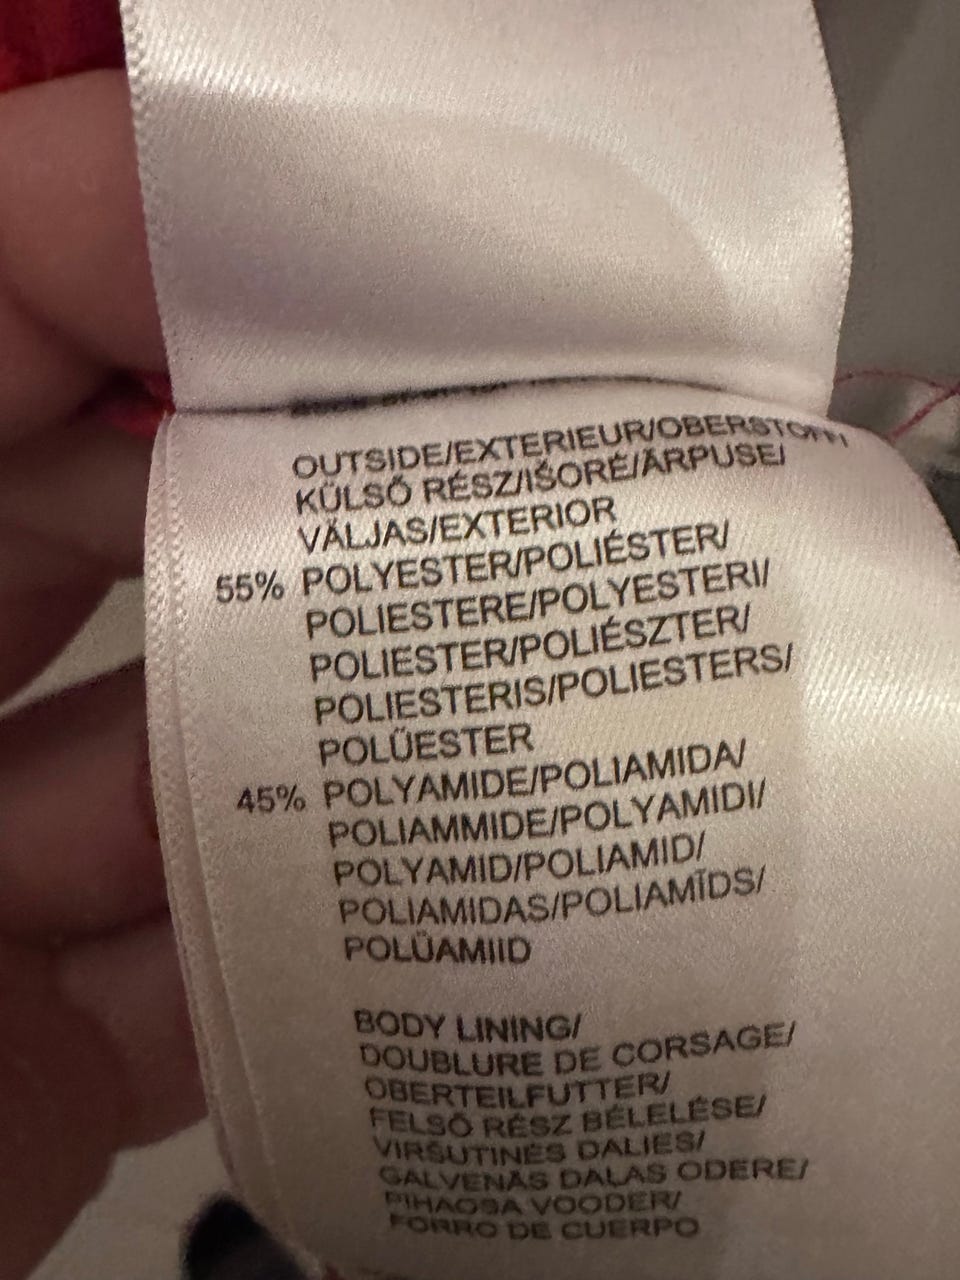 OUTSIDE/EXTERIEUR/OBERSTOFF/
KÜLSŐ RÉSZ/IŠORĖ/ĀRPUSE/
VÄLJAS/EXTERIOR
55% POLYESTER/POLIÉSTER/
POLIESTERE/POLYESTERI/
POLIESTER/POLIÉSZTER/
POLIESTERIS/POLIESTERS/
POLÜESTER
45% POLYAMIDE/POLIAMIDA/
POLIAMMIDE/POLYAMIDI/
POLYAMID/POLIAMID/
POLIAMIDAS/POLIAMĪDS/
POLÜAMIID
BODY LINING/
DOUBLURE DE CORSAGE/
OBERTEILFUTTER/
FELSŐ RÉSZ BÉLELÉSE/
VIRŠUTINĖS DALIES/
GALVENĀS DAĻAS ODERE/
PIHAOSA VOODER/
FORRO DE CUERPO